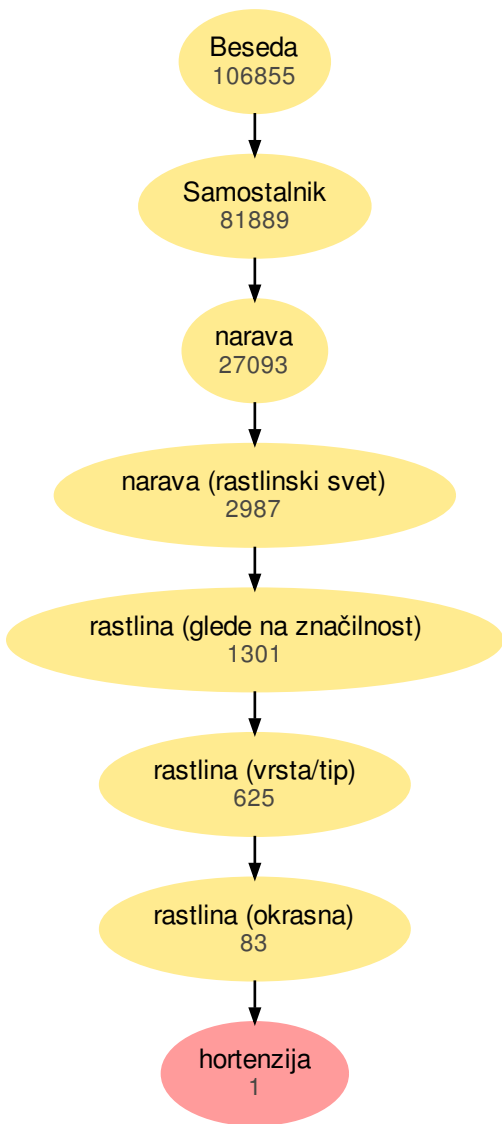 Beseda
106855
Samostalnik
81889
narava
27093
narava (rastlinski svet)
2987
rastlina (glede na značilnost)
1301
rastlina (vrsta/tip)
625
rastlina (okrasna)
83
hortenzija
1